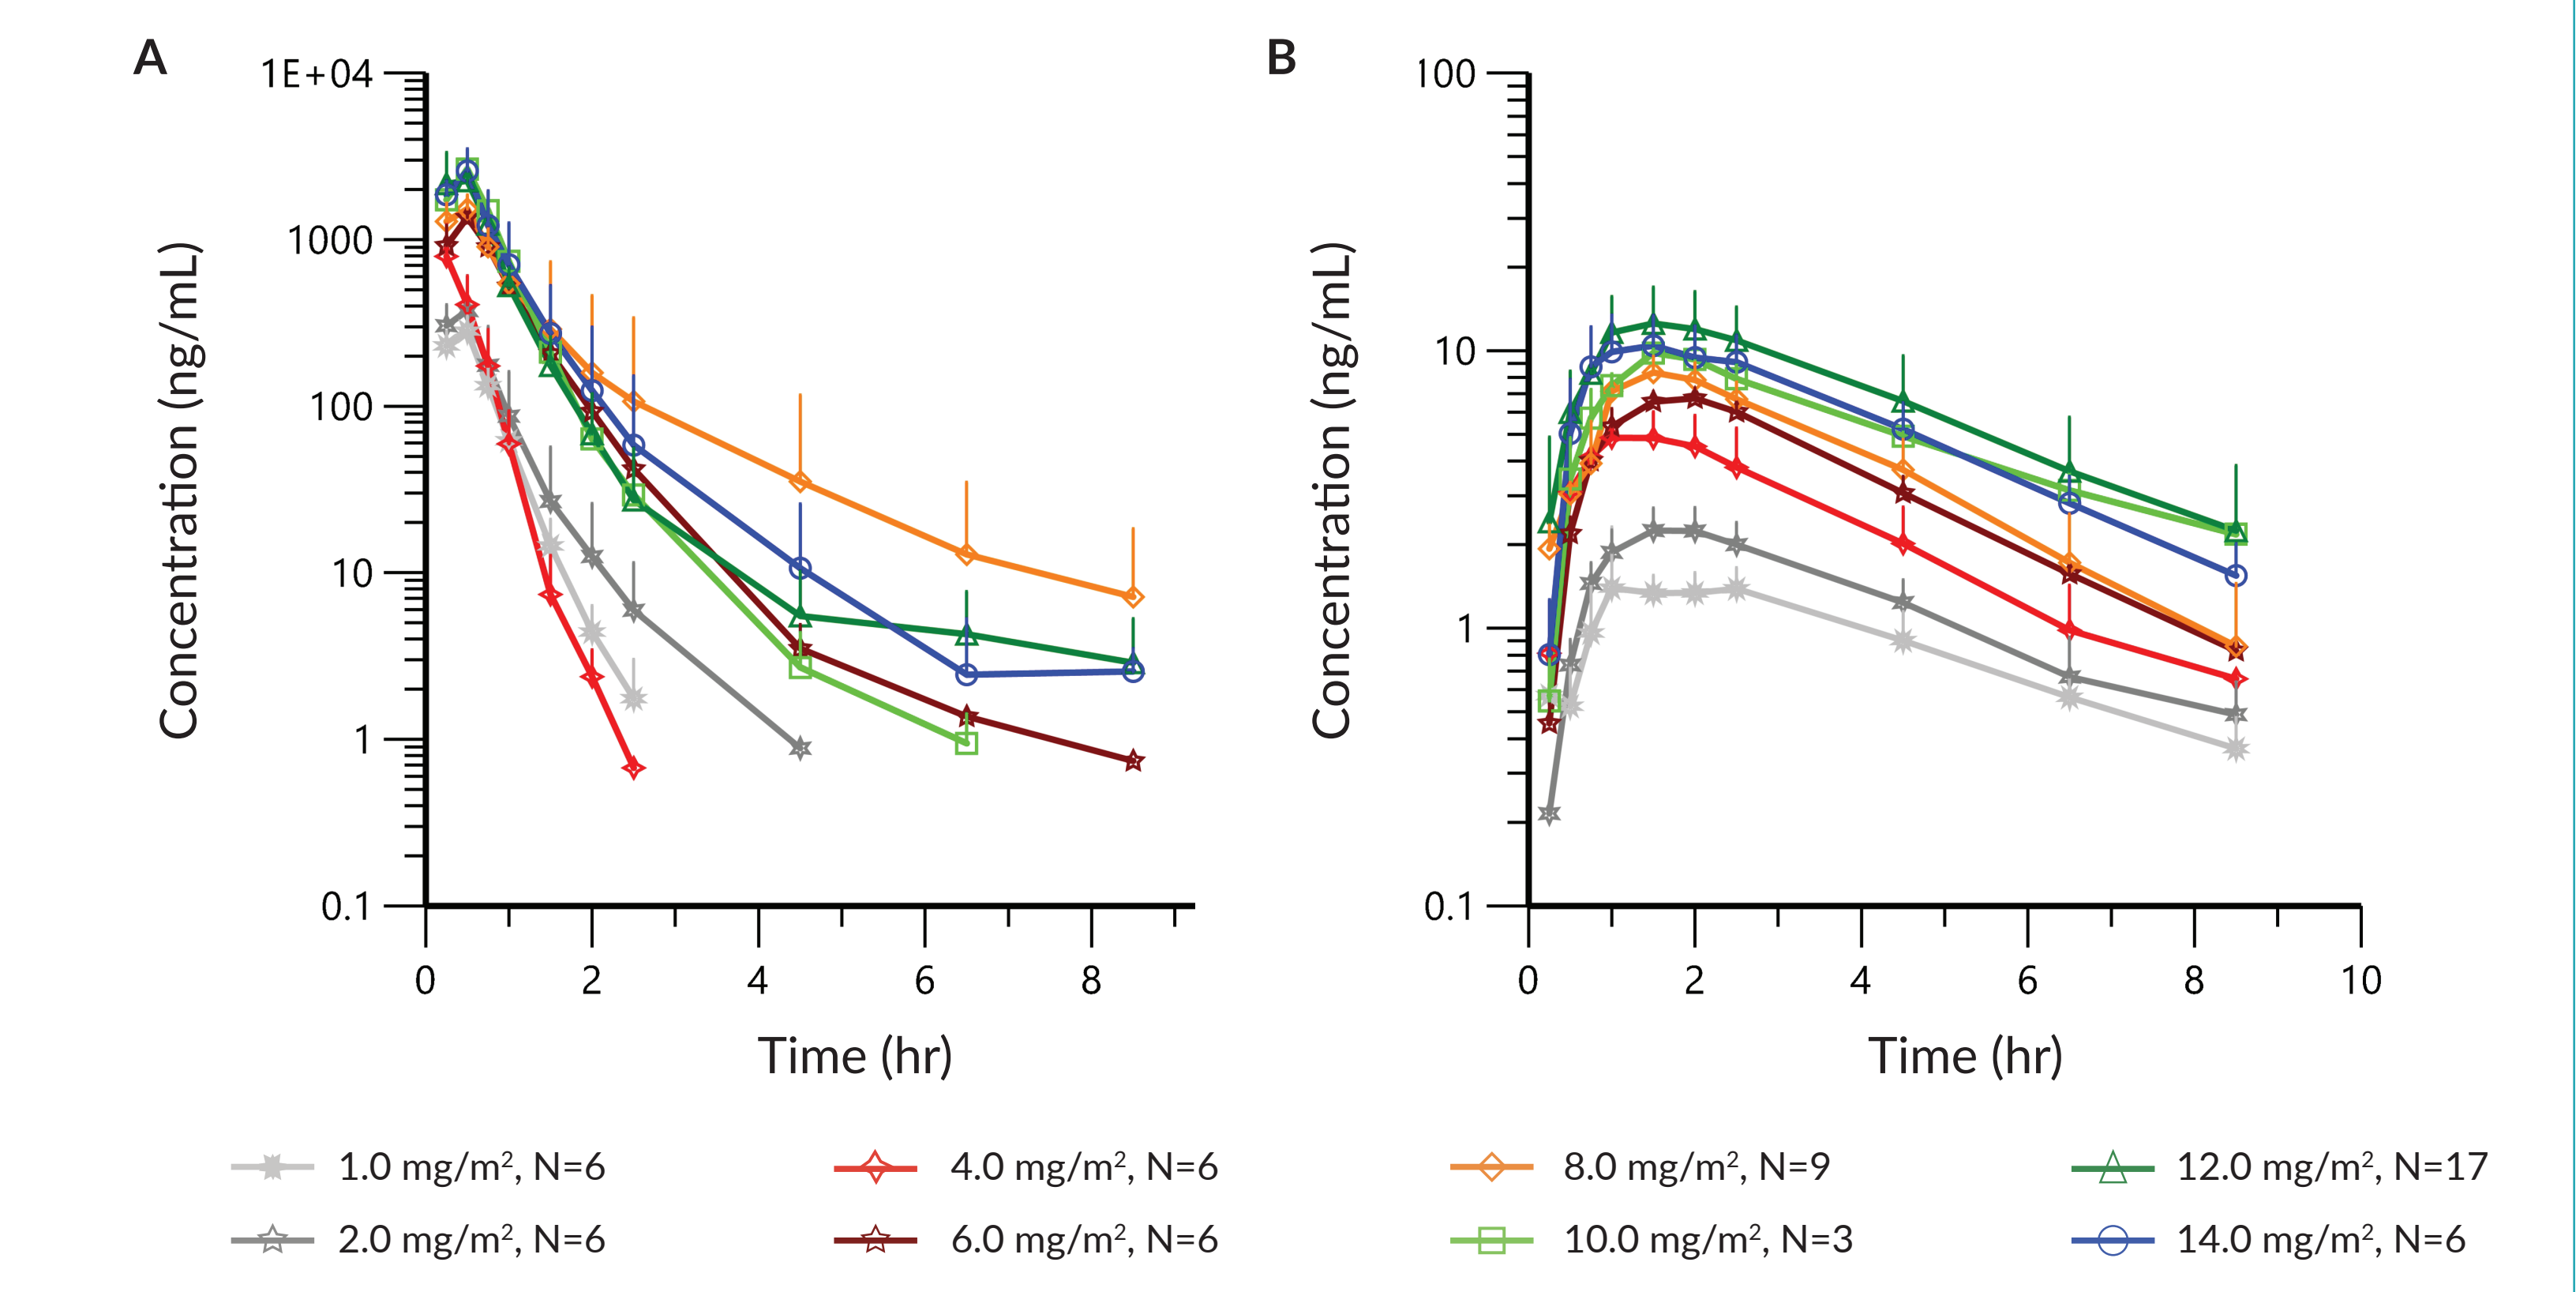 A
1E+04
1000
100
10
1
0.1
0 2 4 6 8
Concentration (ng/mL)
Time (hr)
B
100
10
1
0.1
0 2 4 6 8 10
Concentration (ng/mL)
Time (hr)
1.0 mg/m², N=6 4.0 mg/m², N=6 8.0 mg/m², N=9 12.0 mg/m², N=17
2.0 mg/m², N=6 6.0 mg/m², N=6 10.0 mg/m², N=3 14.0 mg/m², N=6